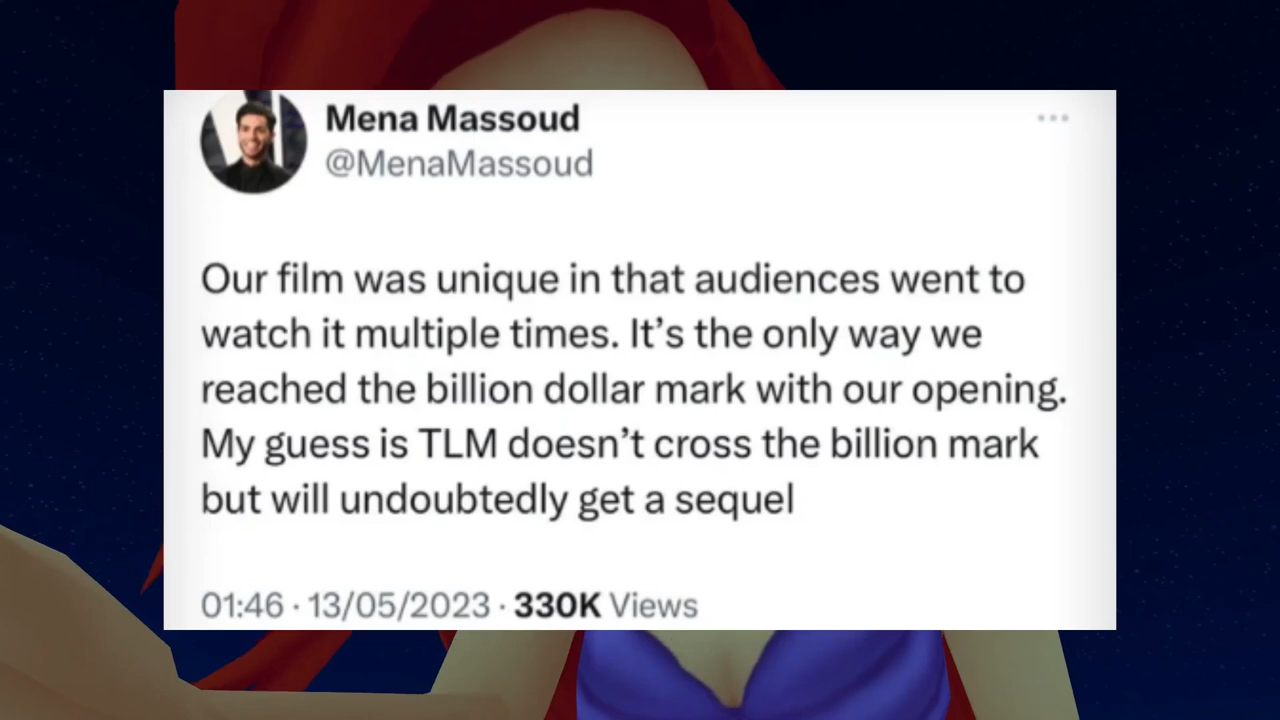 Mena Massoud
@MenaMassoud
Our film was unique in that audiences went to
watch it multiple times. It’s the only way we
reached the billion dollar mark with our opening.
My guess is TLM doesn’t cross the billion mark
but will undoubtedly get a sequel
01:46 · 13/05/2023 · 330K Views